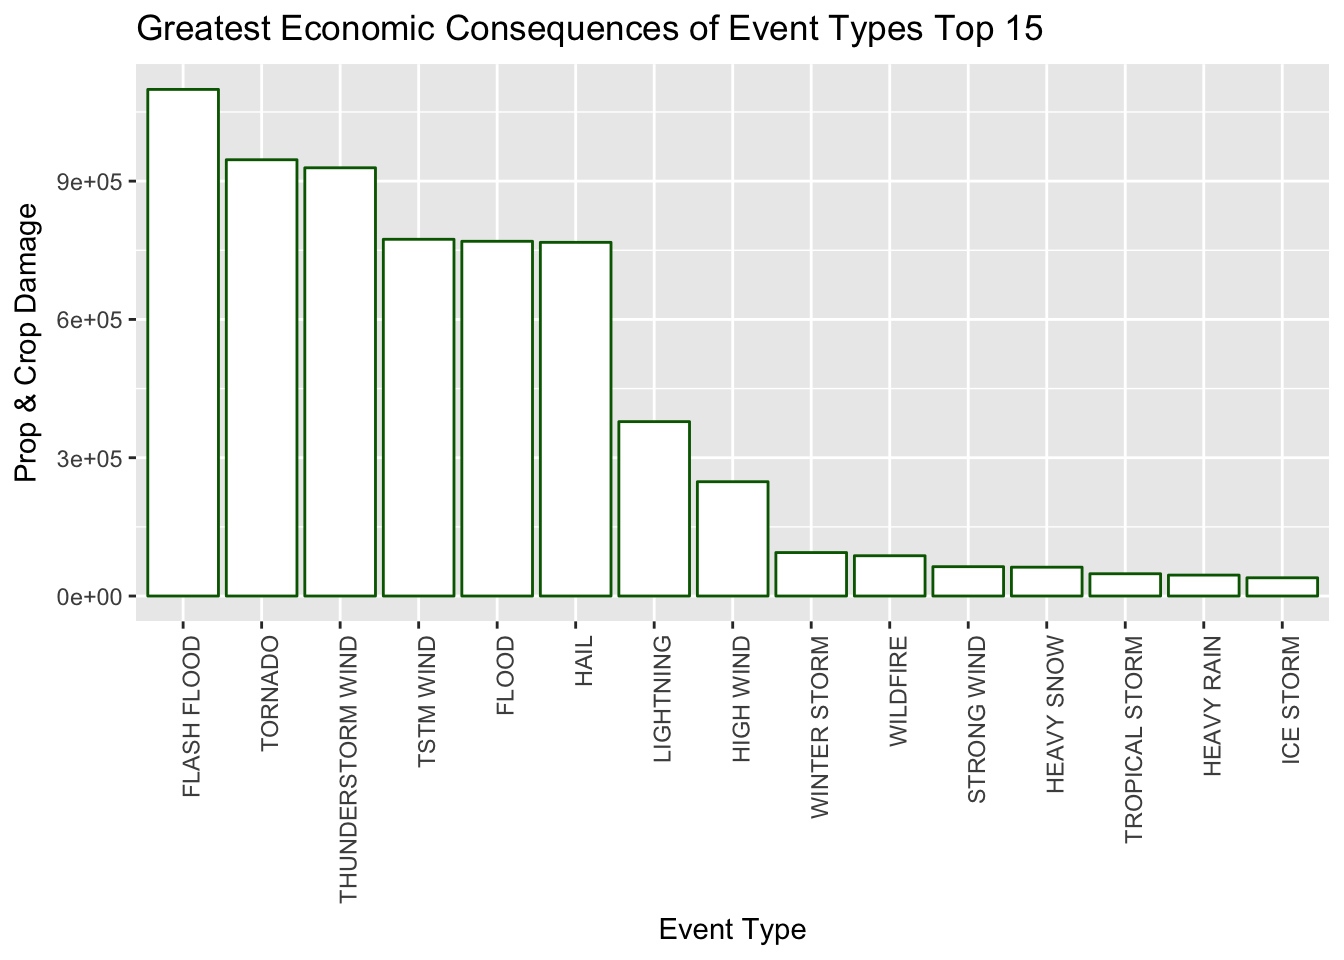 Greatest Economic Consequences of Event Types Top 15
Prop & Crop Damage
9e+05
6e+05
3e+05
0e+00
FLASH FLOOD
TORNADO
THUNDERSTORM WIND
TSTM WIND
FLOOD
HAIL
LIGHTNING
HIGH WIND
WINTER STORM
WILDFIRE
STRONG WIND
HEAVY SNOW
TROPICAL STORM
HEAVY RAIN
ICE STORM
Event Type